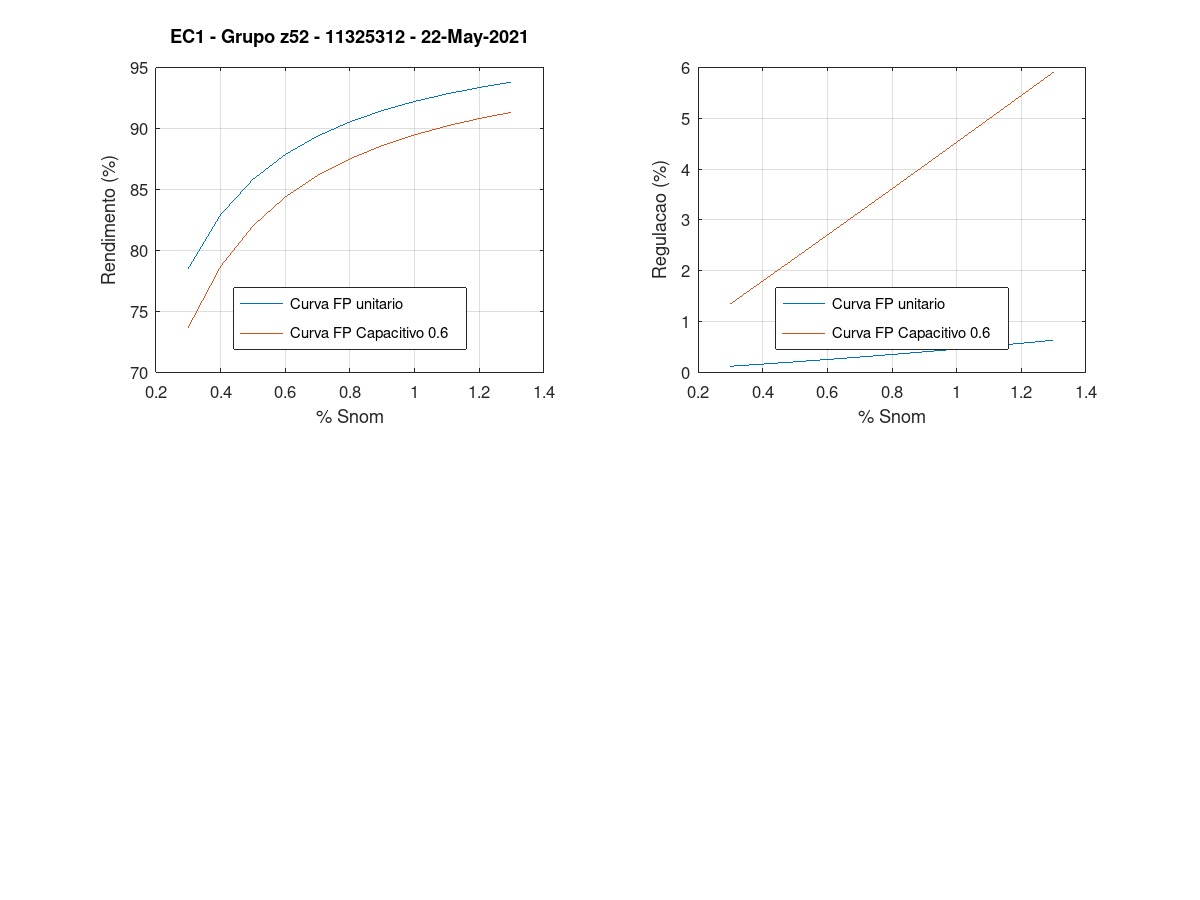 EC1 - Grupo z52 - 11325312 - 22-May-2021
95
90
85
80
75
70
Rendimento (%)
Curva FP unitario
Curva FP Capacitivo 0.6
0.2 0.4 0.6 0.8 1 1.2 1.4
% Snom
6
5
4
3
2
1
0
Regulacao (%)
Curva FP unitario
Curva FP Capacitivo 0.6
0.2 0.4 0.6 0.8 1 1.2 1.4
% Snom